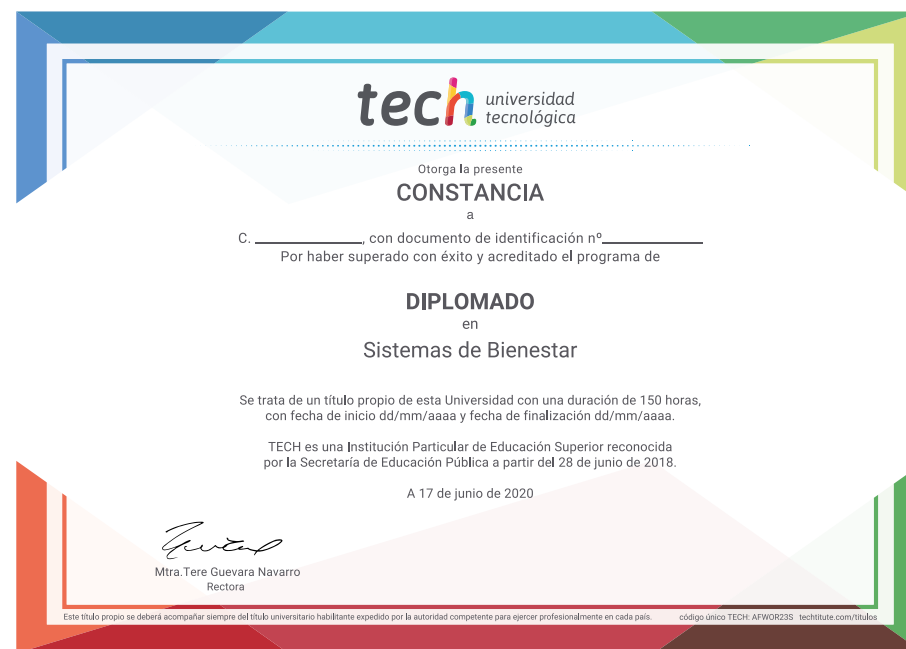 tech universidad
tecnológica
Otorga la presente
CONSTANCIA
a
C. ____________, con documento de identificación nº____________
Por haber superado con éxito y acreditado el programa de
DIPLOMADO
en
Sistemas de Bienestar
Se trata de un título propio de esta Universidad con una duración de 150 horas,
con fecha de inicio dd/mm/aaaa y fecha de finalización dd/mm/aaaa.
TECH es una Institución Particular de Educación Superior reconocida
por la Secretaría de Educación Pública a partir del 28 de junio de 2018.
A 17 de junio de 2020
Mtra.Tere Guevara Navarro
Rectora
Este título propio se deberá acompañar siempre del título universitario habilitante expedido por la autoridad competente para ejercer profesionalmente en cada país. código único TECH: AFWOR23S techtitute.com/titulos